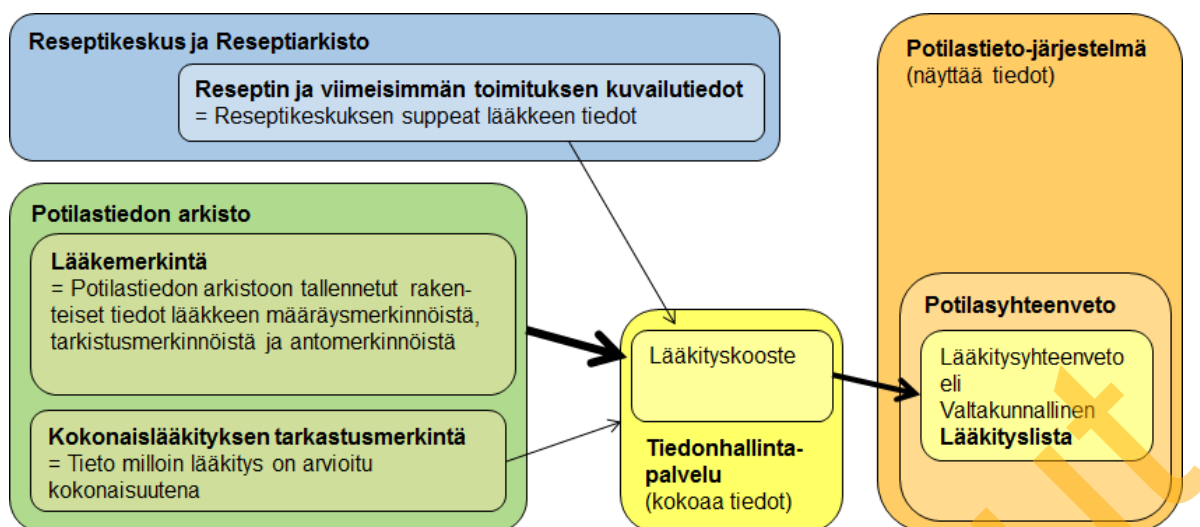 Reseptikeskus ja Reseptiarkisto
Reseptin ja viimeisimmän toimituksen kuvailutiedot
= Reseptikeskuksen suppeat lääkkeen tiedot
Potilastiedon arkisto
Lääkemerkintä
= Potilastiedon arkistoon tallennetut raken-
teiset tiedot lääkkeen määräysmerkinnöistä,
tarkistusmerkinnöistä ja antomerkinnöistä
Kokonaislääkityksen tarkastusmerkintä
= Tieto milloin lääkitys on arvioitu
kokonaisuutena
Lääkityskooste
Tiedonhallinta-
palvelu
(kokoaa tiedot)
Potilastieto-järjestelmä
(näyttää tiedot)
Potilasyhteenveto
Lääkitysyhteenveto
eli
Valtakunnallinen
Lääkityslista